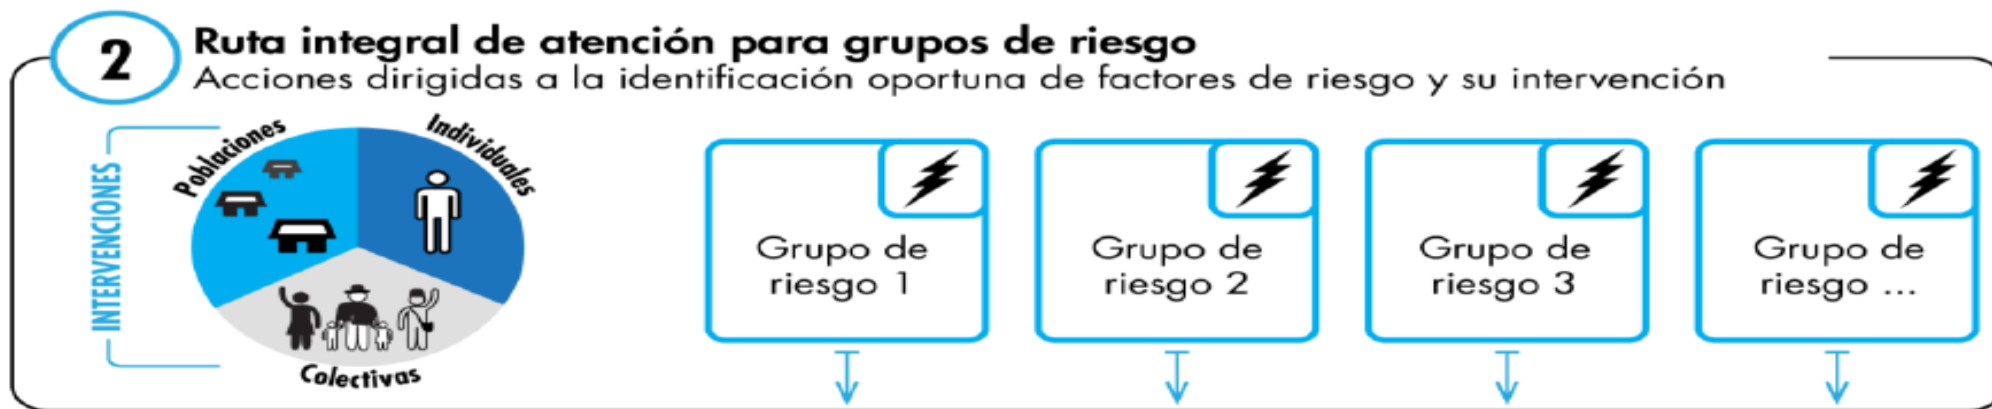 2
Ruta integral de atención para grupos de riesgo
Acciones dirigidas a la identificación oportuna de factores de riesgo y su intervención
INTERVENCIONES
Poblaciones
Individuales
Colectivas
Grupo de
riesgo 1
Grupo de
riesgo 2
Grupo de
riesgo 3
Grupo de
riesgo ...